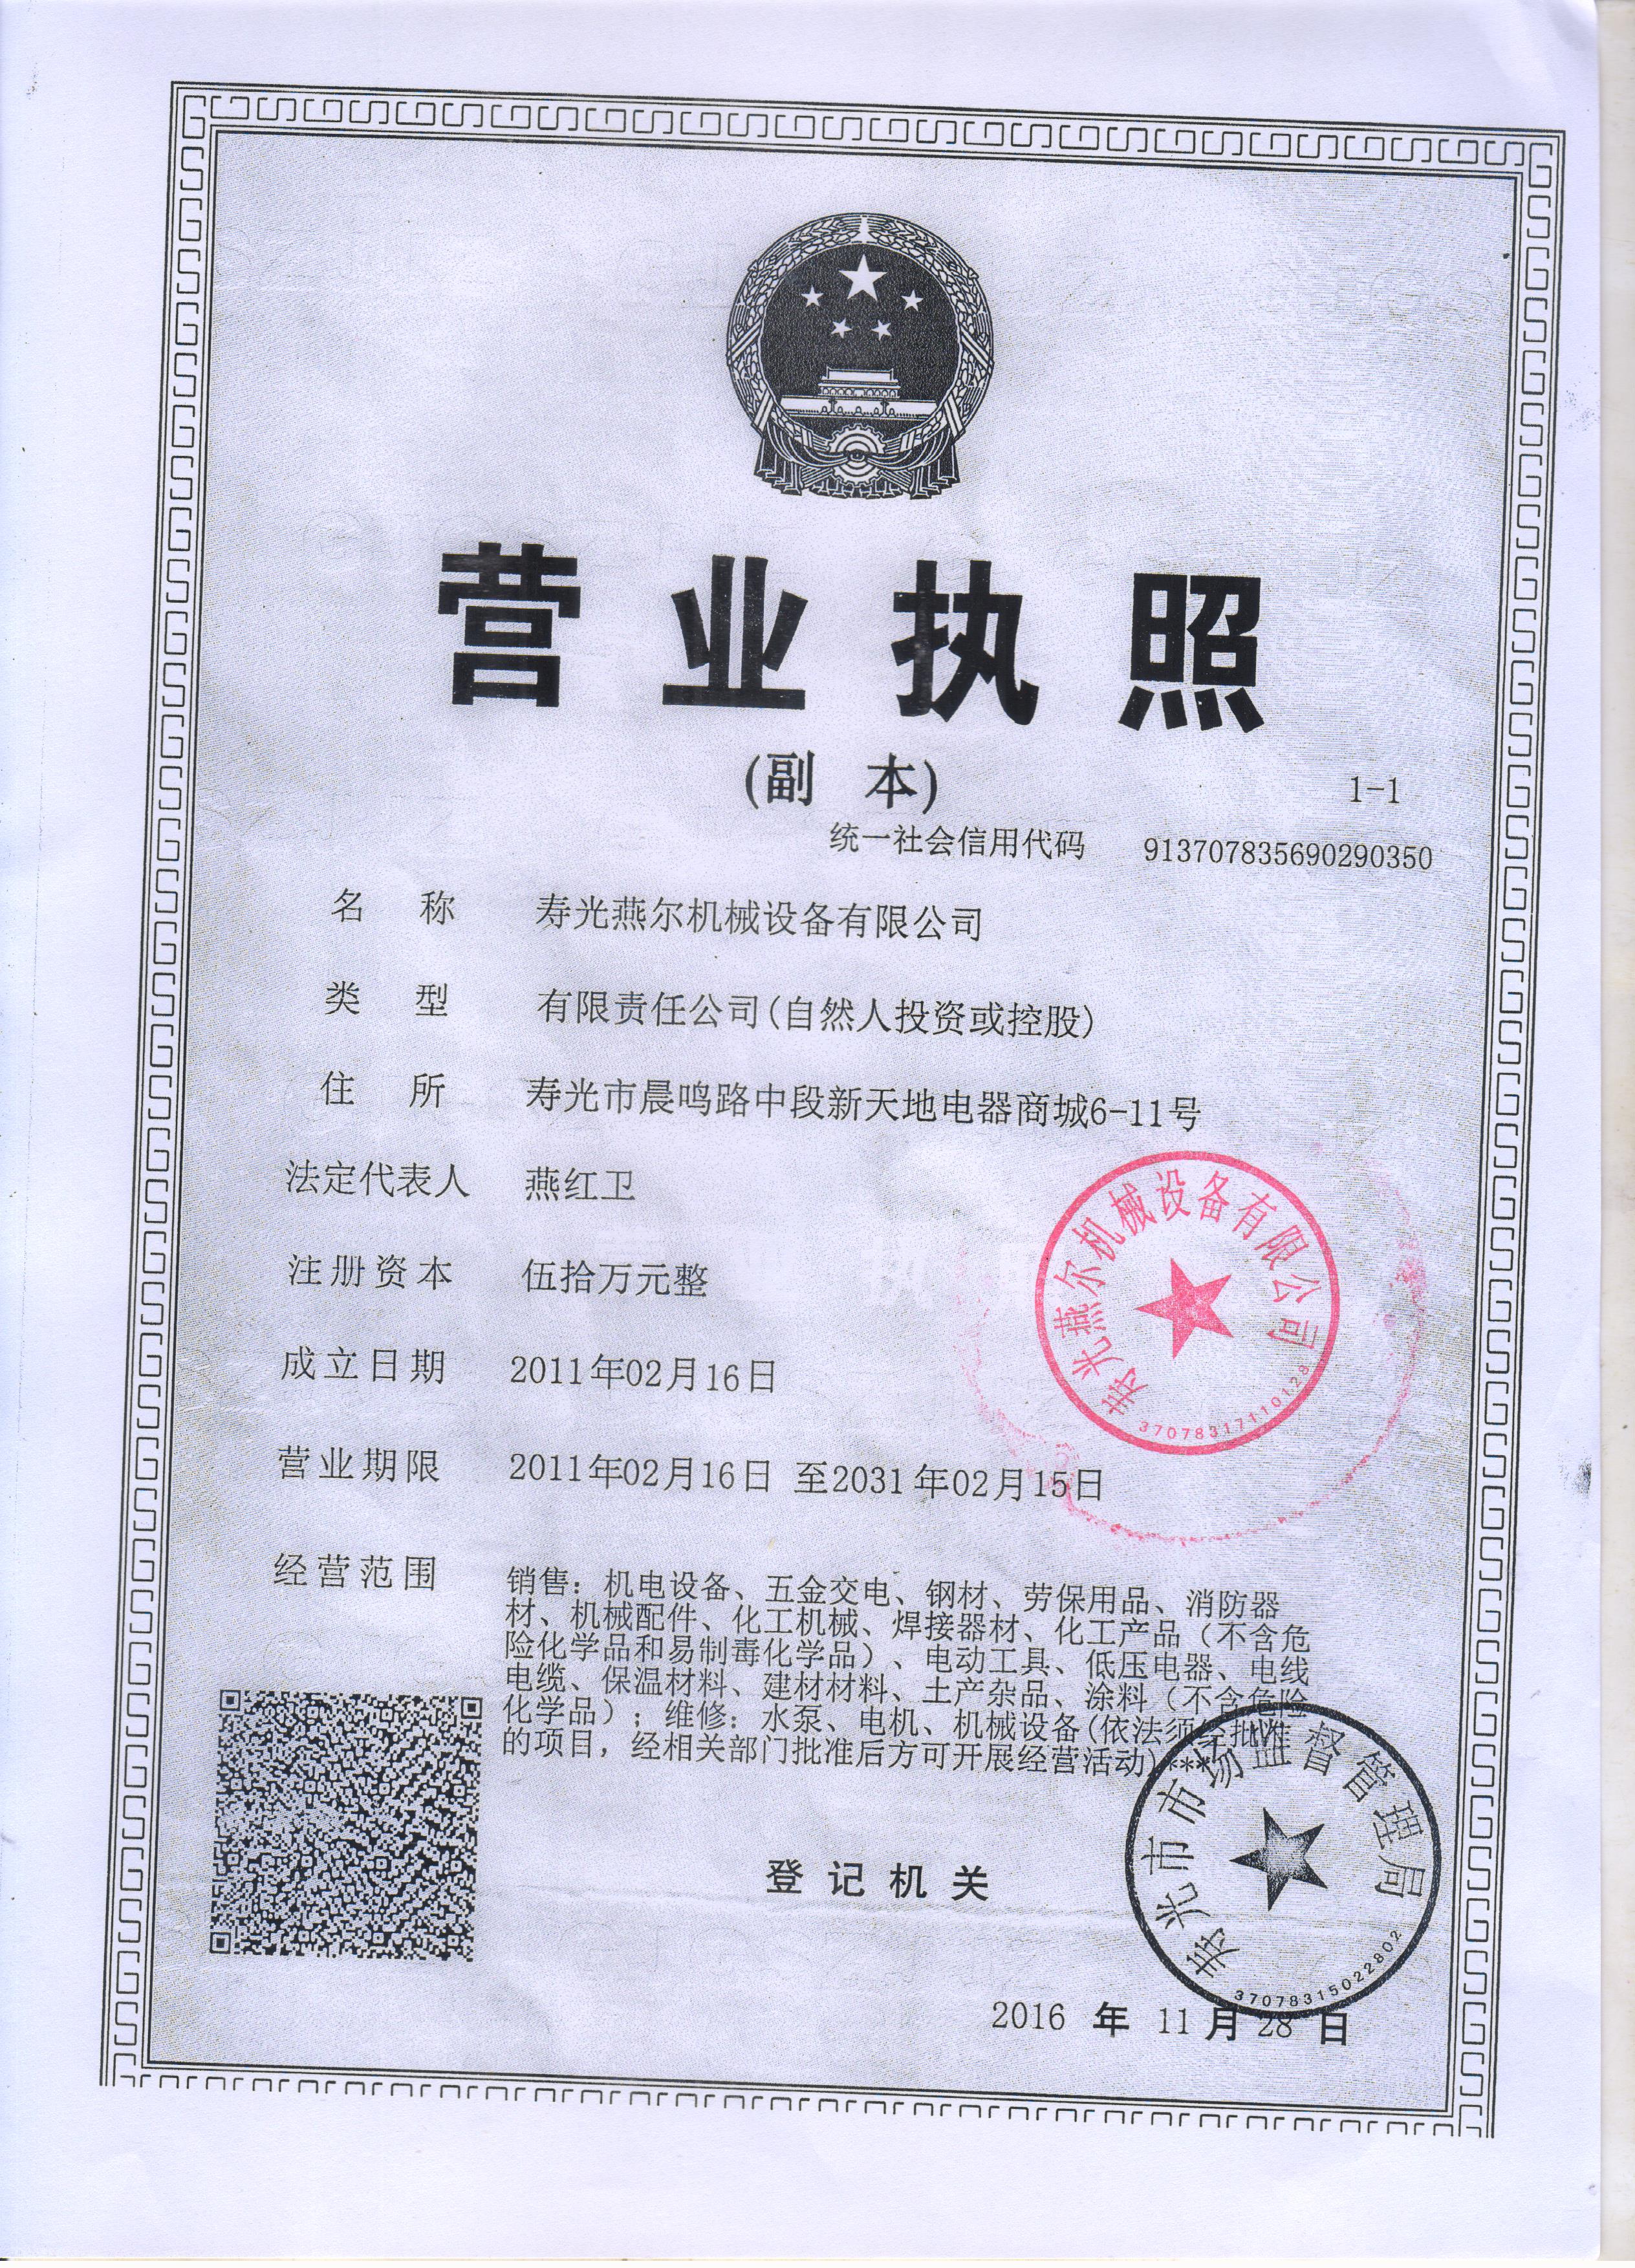 营业执照
(副 本)
1-1
统一社会信用代码 913707835690290350
名 称 寿光燕尔机械设备有限公司
类 型 有限责任公司(自然人投资或控股)
住 所 寿光市晨鸣路中段新天地电器商城6-11号
法定代表人 燕红卫
注册资本 伍拾万元整
成立日期 2011年02月16日
营业期限 2011年02月16日 至2031年02月15日
经营范围 销售：机电设备、五金交电、钢材、劳保用品、消防器
材、机械配件、化工机械、焊接器材、化工产品（不含危
险化学品和易制毒化学品）、电动工具、低压电器、电线
电缆、保温材料、建材材料、土产杂品、涂料（不含危险
化学品）；维修：水泵、电机、机械设备(依法须经批准
的项目，经相关部门批准后方可开展经营活动)***
寿光燕尔机械设备有限公司
37078317110128
登记机关
寿光市市场监督管理局
3707831502280​2
2016 年 11 月 28 日